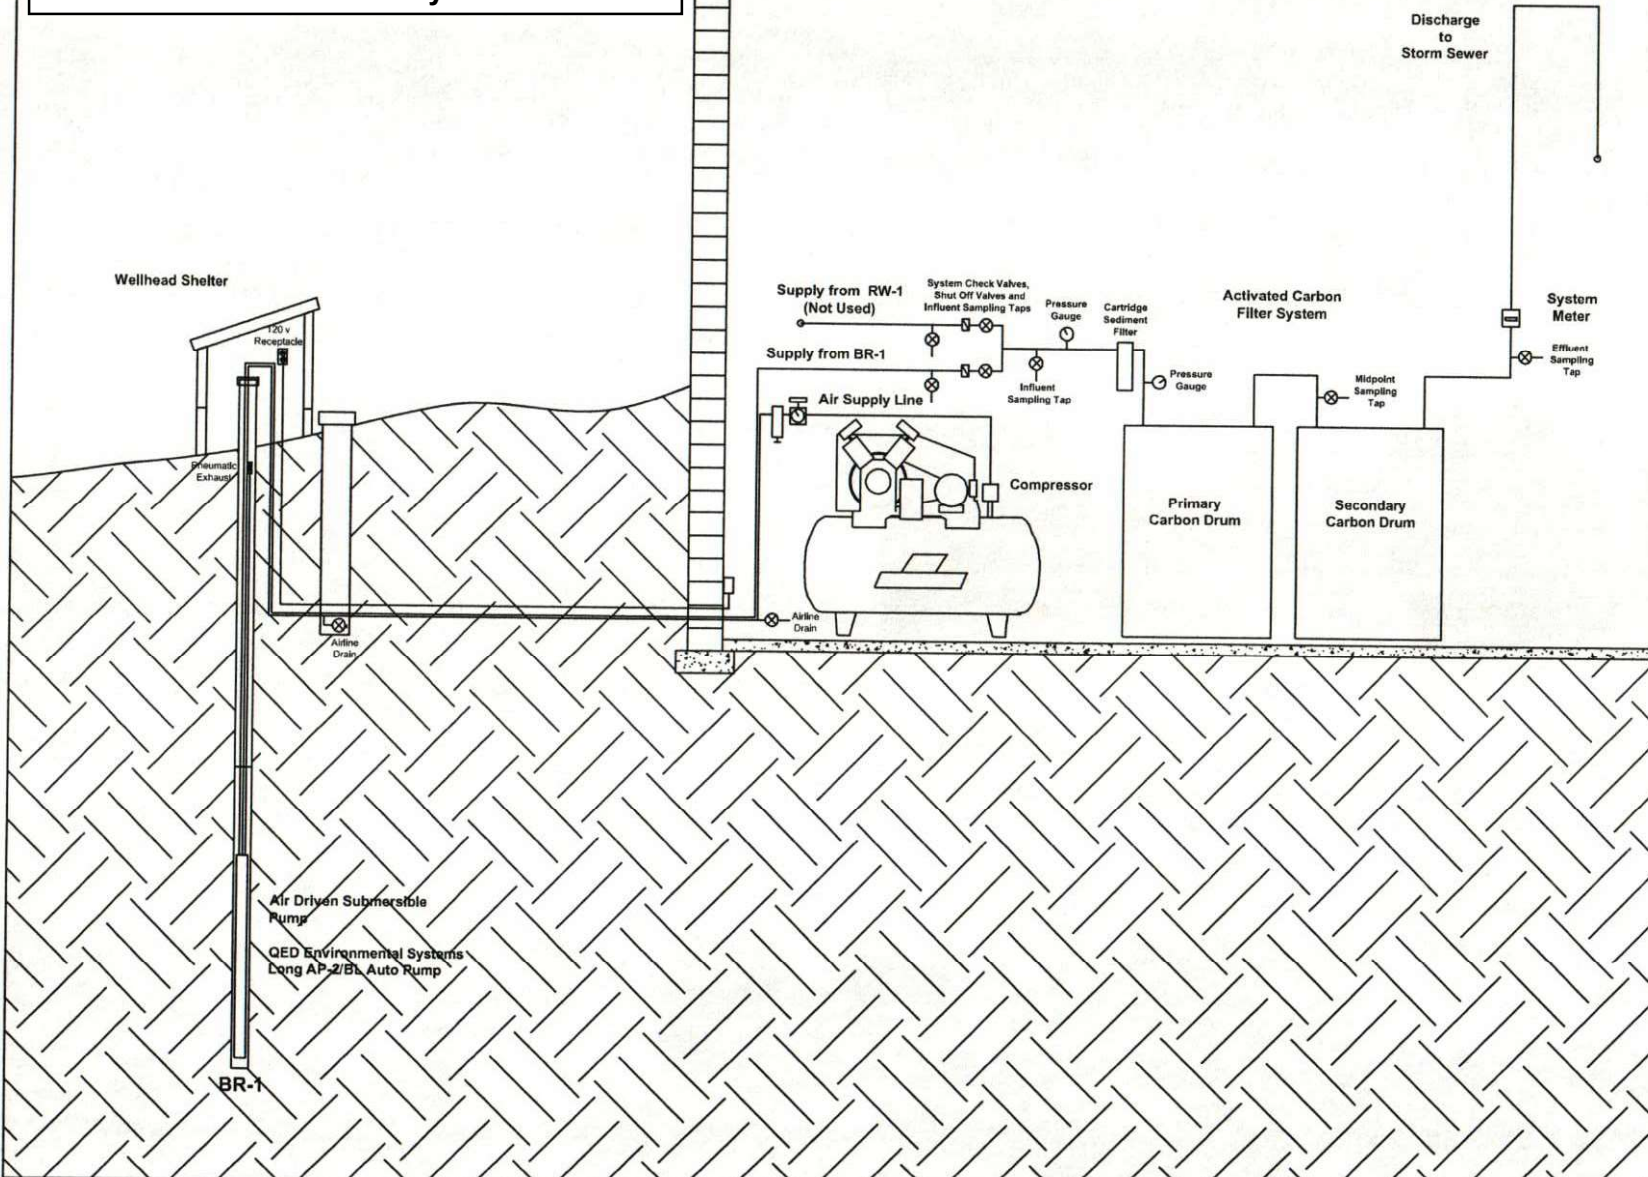 Discharge
to
Storm Sewer
Wellhead Shelter
120 v
Receptacle
Supply from RW-1
(Not Used)
System Check Valves,
Shut Off Valves and
Influent Sampling Taps
Pressure
Gauge
Cartridge
Sediment
Filter
Activated Carbon
Filter System
System
Meter
Supply from BR-1
Effluent
Sampling
Tap
Influent
Sampling Tap
Pressure
Gauge
Midpoint
Sampling
Tap
Air Supply Line
Pneumatic
Exhaust
Compressor
Primary
Carbon Drum
Secondary
Carbon Drum
Airline
Drain
Airline
Drain
Air Driven Submersible
Pump
QED Environmental Systems
Long AP-2/BL Auto Pump
BR-1